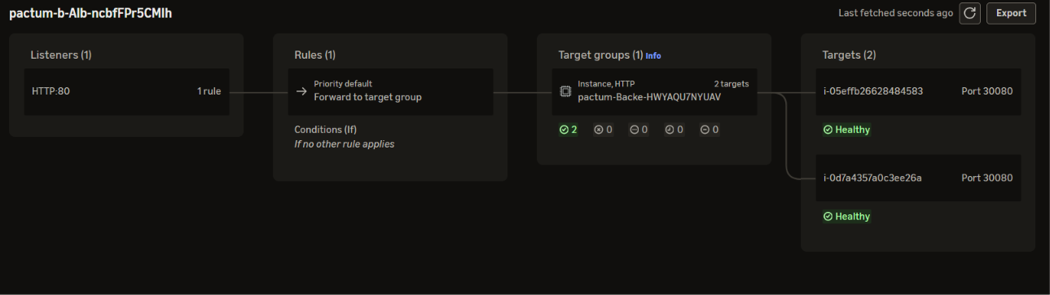 pactum-b-Alb-ncbfFPr5CMlh
Last fetched seconds ago
Export
Listeners (1)
HTTP:80
1 rule
Rules (1)
Priority default
Forward to target group
Conditions (If)
If no other rule applies
Target groups (1) Info
Instance, HTTP
2 targets
pactum-Backe-HWYAQU7NYUAV
2
0
0
0
0
Targets (2)
i-05effb26628484583
Port 30080
Healthy
i-0d7a4357a0c3ee26a
Port 30080
Healthy